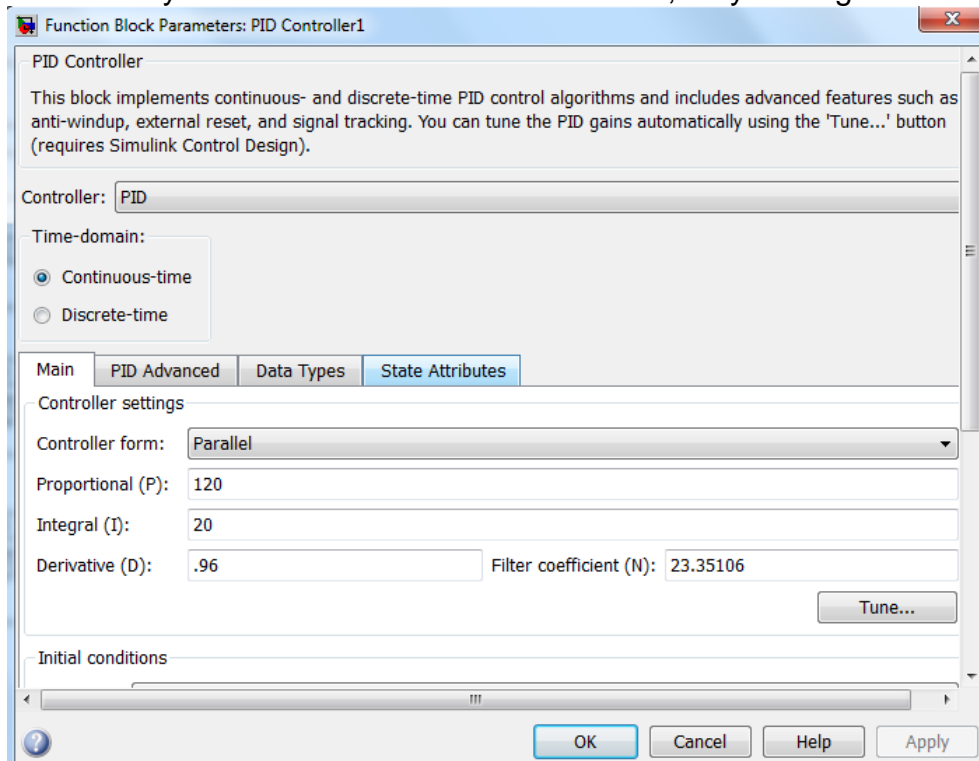 Function Block Parameters: PID Controller1
PID Controller
This block implements continuous- and discrete-time PID control algorithms and includes advanced features such as
anti-windup, external reset, and signal tracking. You can tune the PID gains automatically using the 'Tune...' button
(requires Simulink Control Design).
Controller: PID
Time-domain:
Continuous-time
Discrete-time
Main PID Advanced Data Types State Attributes
Controller settings
Controller form: Parallel
Proportional (P): 120
Integral (I): 20
Derivative (D): .96 Filter coefficient (N): 23.35106
Tune...
Initial conditions
OK Cancel Help Apply